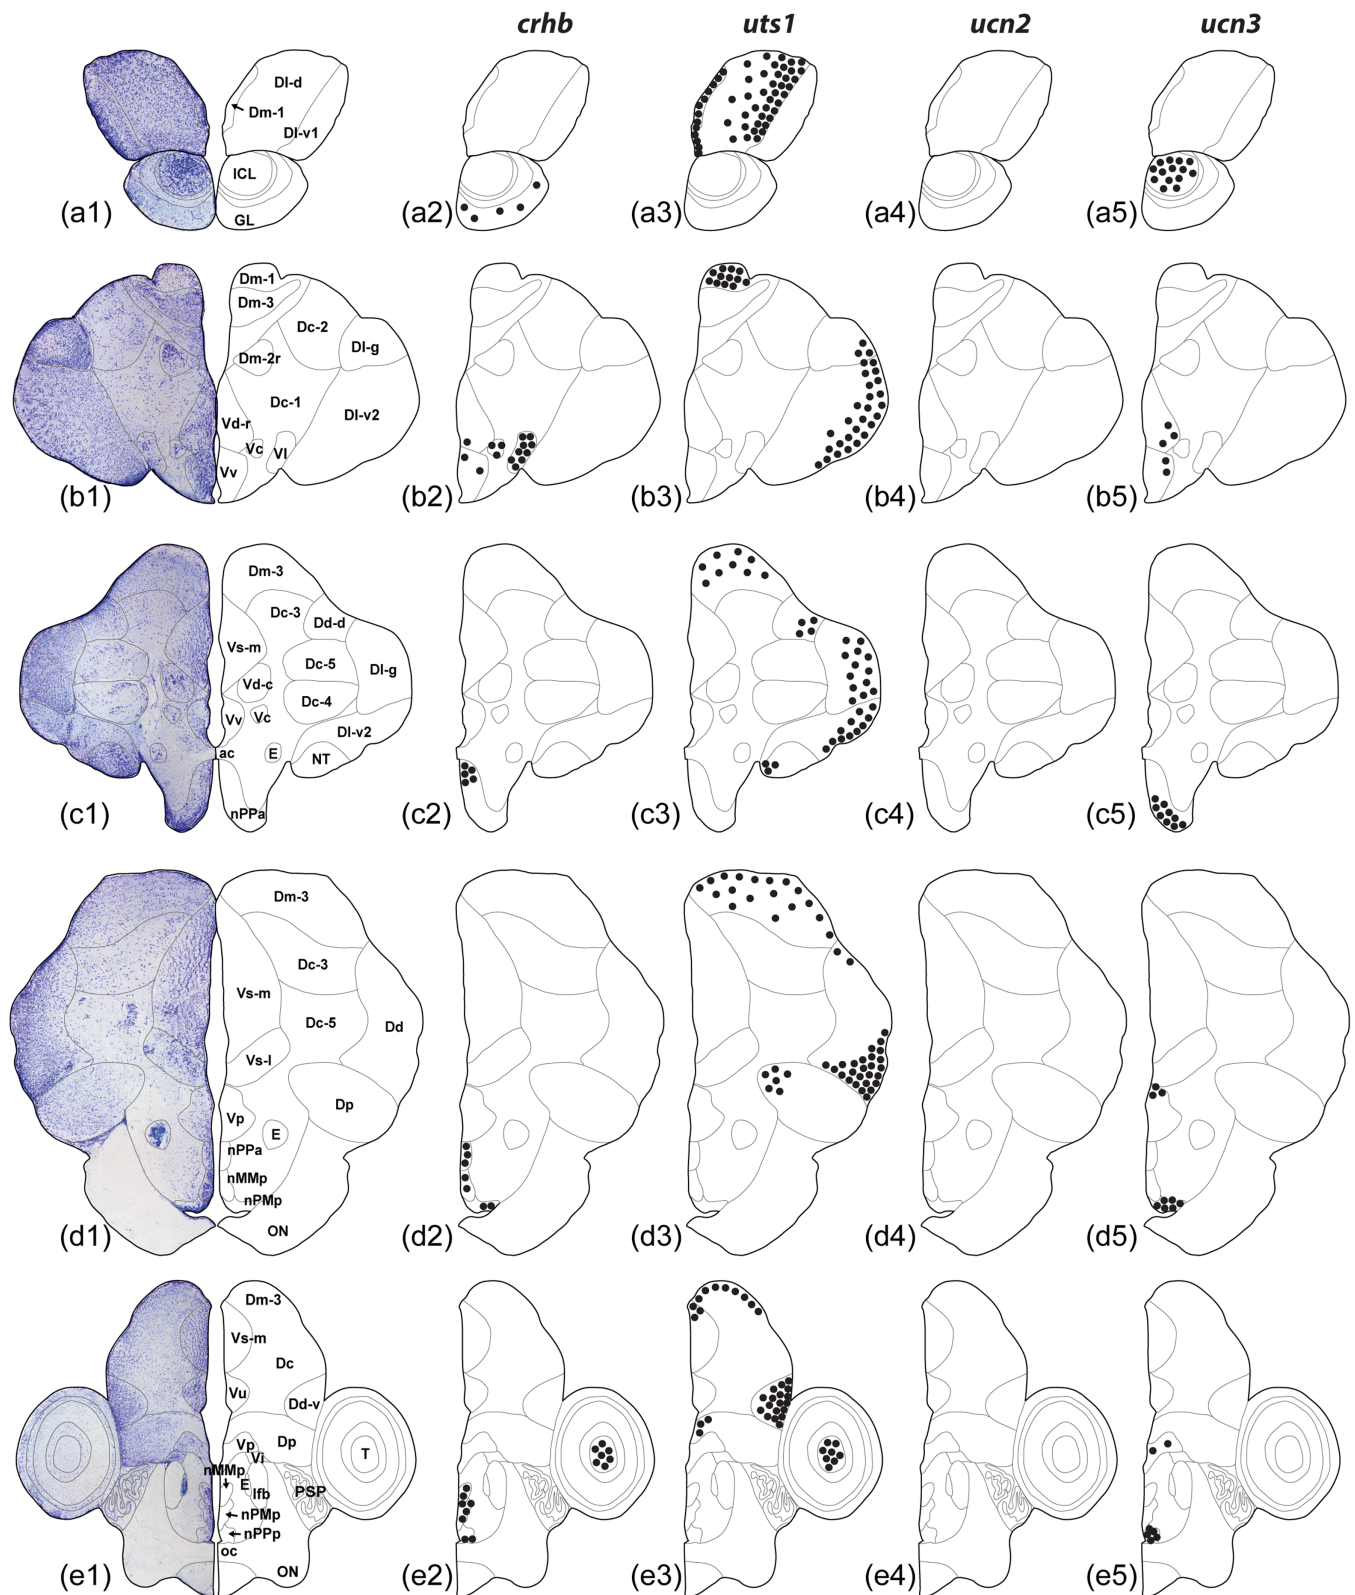 crhb uts1 ucn2 ucn3
Dl-d
Dm-1
Dl-v1
ICL
GL
(a1) (a2) (a3) (a4) (a5)
Dm-1
Dm-3
Dc-2
Dl-g
Dm-2r
Dc-1
Dl-v2
Vd-r
Vc
Vl
Vv
(b1) (b2) (b3) (b4) (b5)
Dm-3
Dc-3
Dd-d
Vs-m
Dc-5
Dl-g
Vd-c
Dc-4
Vv
Vc
Dl-v2
ac
E
NT
nPPa
(c1) (c2) (c3) (c4) (c5)
Dm-3
Dc-3
Vs-m
Dc-5
Dd
Vs-l
Dp
Vp
E
nPPa
nMMp
nPMp
ON
(d1) (d2) (d3) (d4) (d5)
Dm-3
Vs-m
Dc
Vu
Dd-v
Vp
Dp
Vi
T
nMMp
E
lfb
PSP
nPMp
nPPp
oc
ON
(e1) (e2) (e3) (e4) (e5)